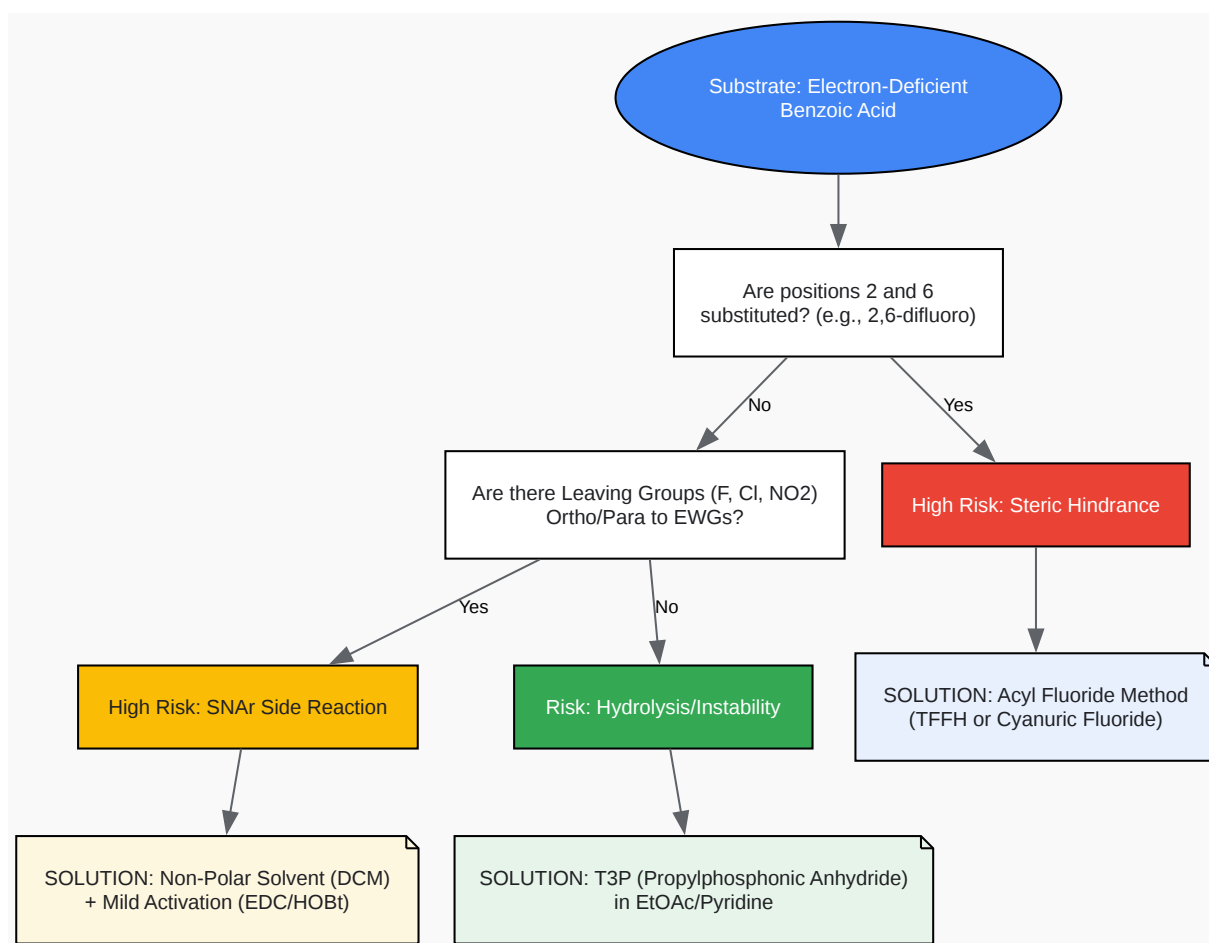 Substrate: Electron-Deficient
Benzoic Acid
Are positions 2 and 6
substituted? (e.g., 2,6-difluoro)
No
Yes
Are there Leaving Groups (F, Cl, NO2)
Ortho/Para to EWGs?
High Risk: Steric Hindrance
Yes
No
High Risk: SNAr Side Reaction
Risk: Hydrolysis/Instability
SOLUTION: Acyl Fluoride Method
(TFFH or Cyanuric Fluoride)
SOLUTION: Non-Polar Solvent (DCM)
+ Mild Activation (EDC/HOBt)
SOLUTION: T3P (Propylphosphonic Anhydride)
in EtOAc/Pyridine